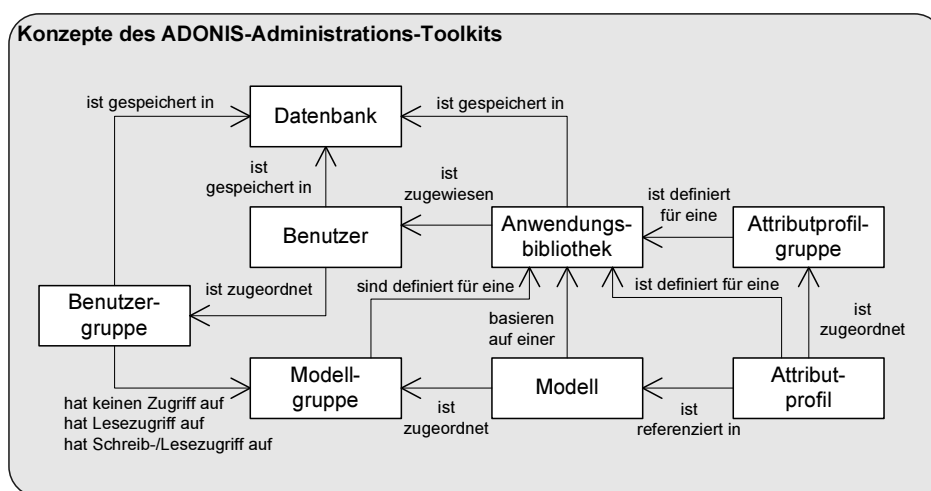 Konzepte des ADONIS-Administrations-Toolkits
ist gespeichert in
Datenbank
ist gespeichert in
ist
gespeichert in
ist
zugewiesen
ist definiert
für eine
Benutzer
Anwendungs-
bibliothek
Attributprofil-
gruppe
ist zugeordnet
sind definiert für eine
ist definiert für eine
Benutzer-
gruppe
basieren
auf einer
ist
zugeordnet
Modell-
gruppe
Modell
Attribut-
profil
hat keinen Zugriff auf
hat Lesezugriff auf
hat Schreib-/Lesezugriff auf
ist
zugeordnet
ist
referenziert in